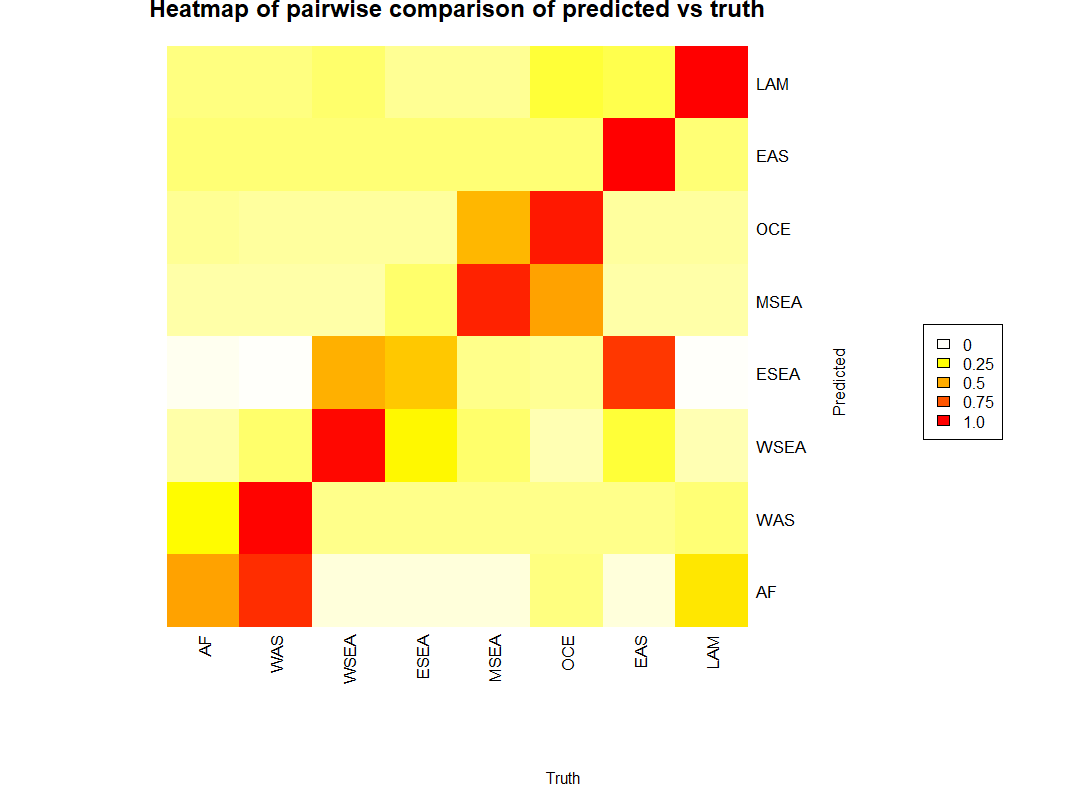 Heatmap of pairwise comparison of predicted vs truth
LAM
EAS
OCE
MSEA
ESEA
WSEA
WAS
AF
Predicted
0
0.25
0.5
0.75
1.0
AF
WAS
WSEA
ESEA
MSEA
OCE
EAS
LAM
Truth